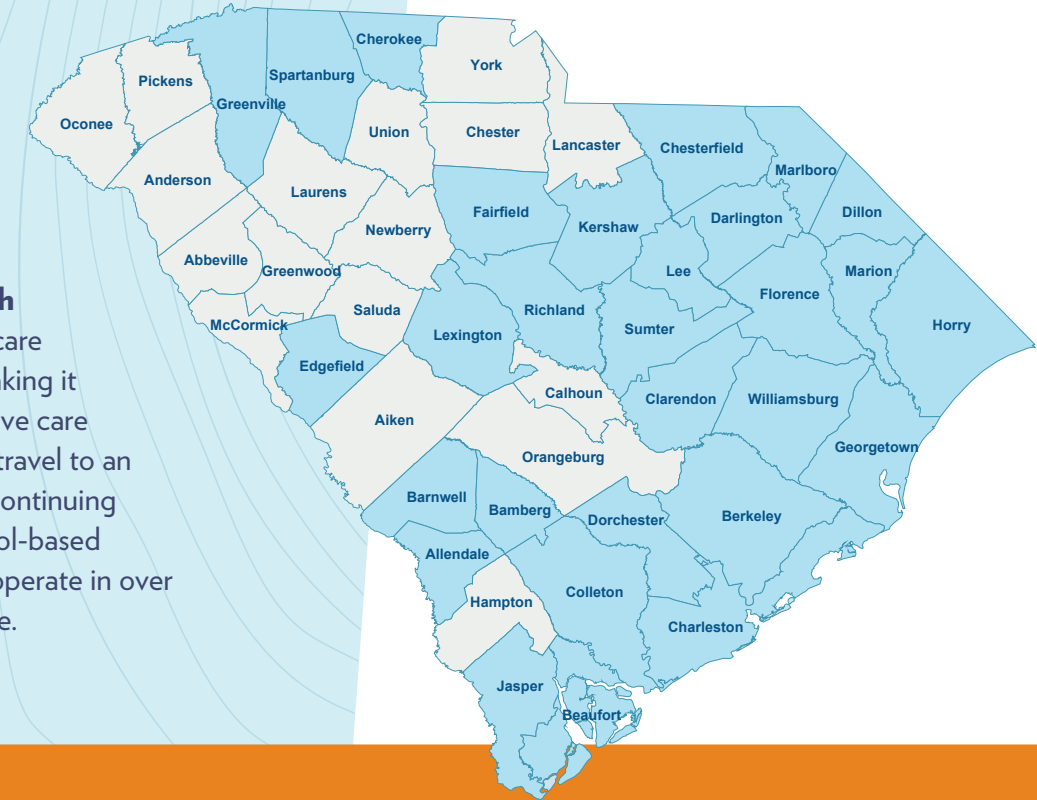 h
care
king it
ve care
travel to an
ontinuing
ol-based
operate in over
e.
Cherokee
York
Spartanburg
Pickens
Greenville
Oconee
Union
Chester
Lancaster
Chesterfield
Marlboro
Anderson
Laurens
Fairfield
Kershaw
Darlington
Dillon
Newberry
Abbeville
Greenwood
Lee
Marion
Florence
Saluda
Richland
McCormick
Sumter
Horry
Lexington
Edgefield
Calhoun
Clarendon
Williamsburg
Aiken
Georgetown
Orangeburg
Barnwell
Bamberg
Dorchester
Berkeley
Allendale
Colleton
Hampton
Charleston
Jasper
Beaufort